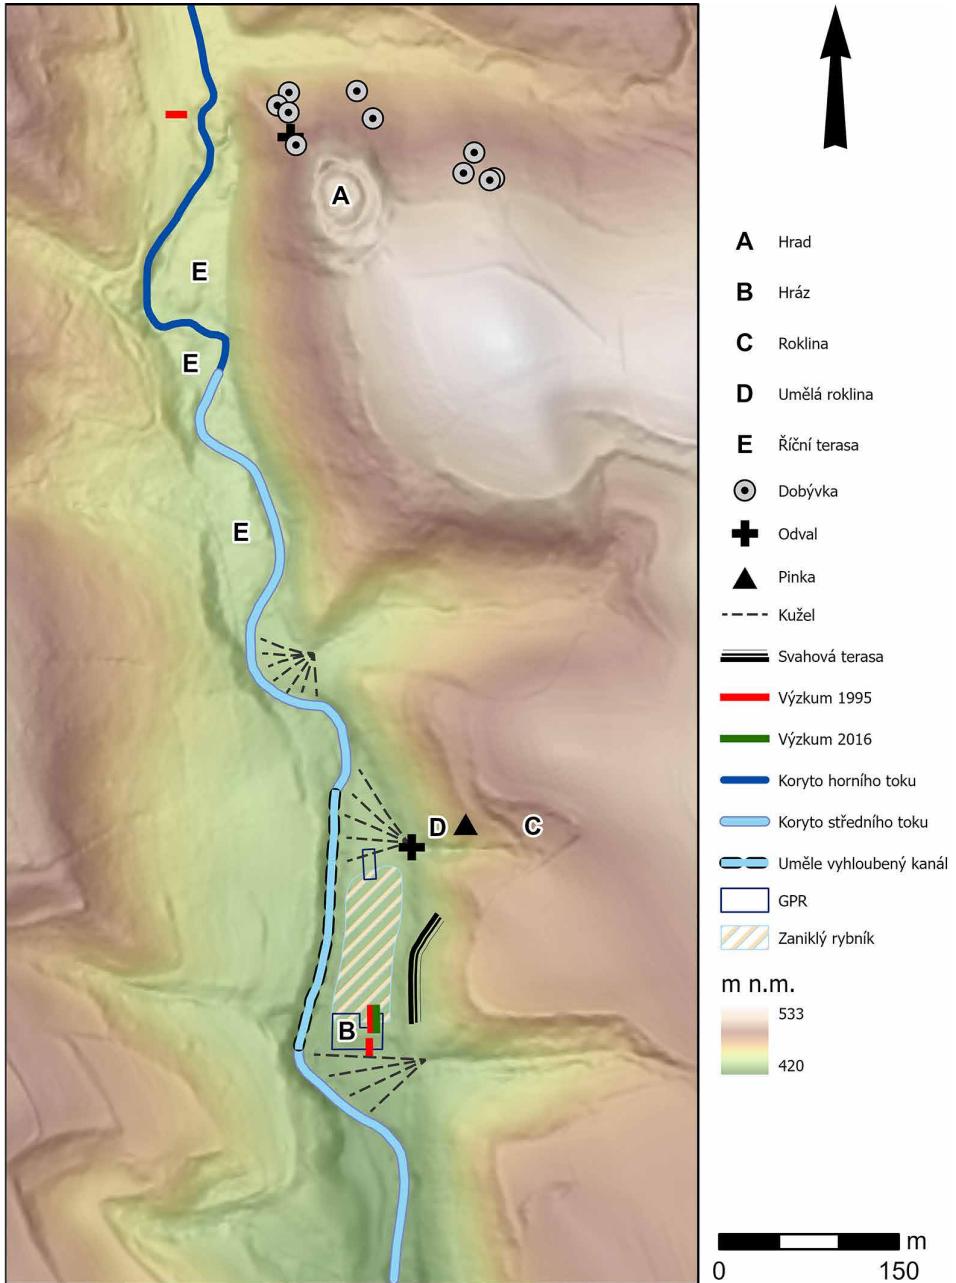 A
E
E
E
D
C
B
A Hrad
B Hráz
C Roklina
D Umělá roklina
E Říční terasa
Dobývka
Odval
Pinka
Kužel
Svahová terasa
Výzkum 1995
Výzkum 2016
Koryto horního toku
Koryto středního toku
Uměle vyhloubený kanál
GPR
Zaniklý rybník
m n.m.
533
420
m
0 150